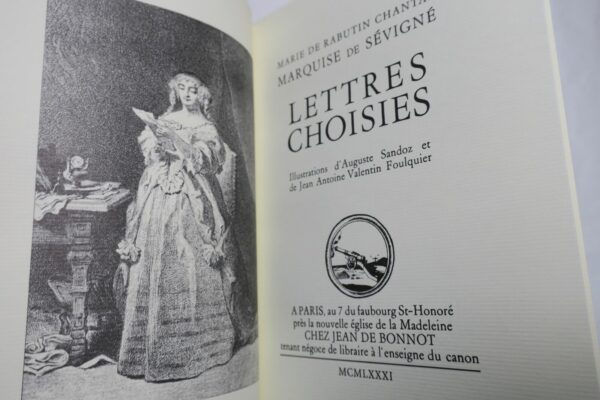 MARIE DE RABUTIN CHANTA
MARQUISE DE SÉVIGNÉ
LETTRES
CHOISIES
Illustrations d'Auguste Sandoz et
de Jean Antoine Valentin Foulquier
A PARIS, au 7 du faubourg St-Honoré
près la nouvelle église de la Madeleine
CHEZ JEAN DE BONNOT
tenant négoce de libraire à l'enseigne du canon
MCMLXXXI